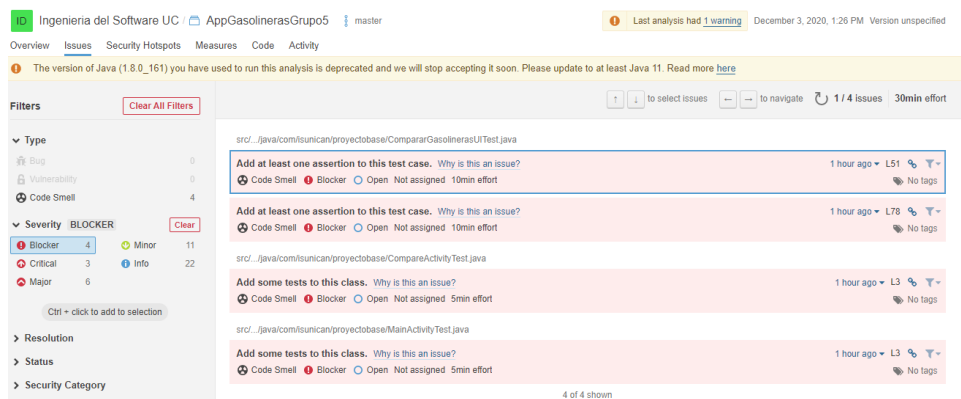 ID Ingenieria del Software UC / AppGasolinerasGrupo5 master
Last analysis had 1 warning December 3, 2020, 1:26 PM Version unspecified
Overview Issues Security Hotspots Measures Code Activity
The version of Java (1.8.0_161) you have used to run this analysis is deprecated and we will stop accepting it soon. Please update to at least Java 11. Read more here
Filters
Clear All Filters
↑ ↓ to select issues ← → to navigate 1 / 4 issues 30min effort
Type
Bug 0
Vulnerability 0
Code Smell 4
Severity BLOCKER Clear
Blocker 4 Minor 11
Critical 3 Info 22
Major 6
Ctrl + click to add to selection
Resolution
Status
Security Category
src/.../java/com/isunican/proyectobase/CompararGasolinerasUITest.java
Add at least one assertion to this test case. Why is this an issue? 1 hour ago L51
Code Smell Blocker Open Not assigned 10min effort No tags
Add at least one assertion to this test case. Why is this an issue? 1 hour ago L78
Code Smell Blocker Open Not assigned 10min effort No tags
src/.../java/com/isunican/proyectobase/CompareActivityTest.java
Add some tests to this class. Why is this an issue? 1 hour ago L3
Code Smell Blocker Open Not assigned 5min effort No tags
src/.../java/com/isunican/proyectobase/MainActivityTest.java
Add some tests to this class. Why is this an issue? 1 hour ago L3
Code Smell Blocker Open Not assigned 5min effort No tags
4 of 4 shown